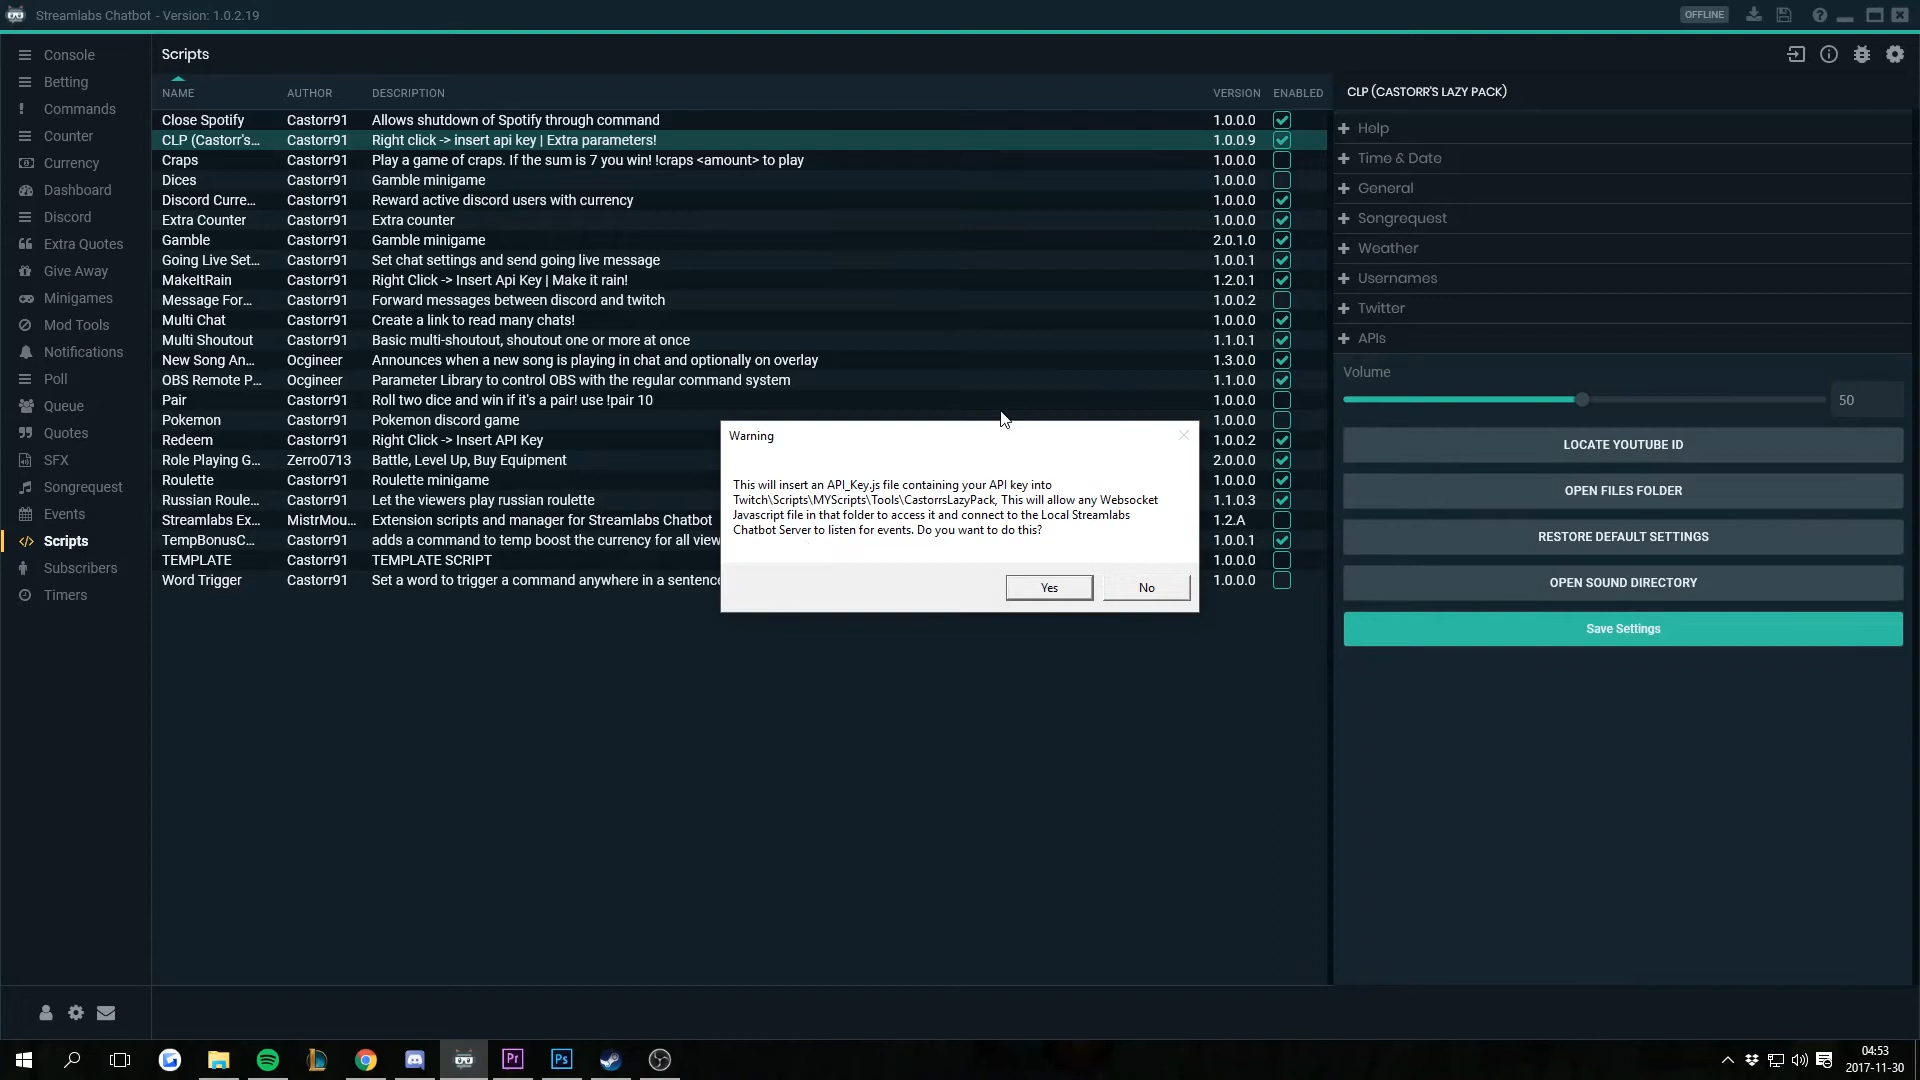 Streamlabs Chatbot - Version: 1.0.2.19
OFFLINE
Console
Betting
Commands
Counter
Currency
Dashboard
Discord
Extra Quotes
Give Away
Minigames
Mod Tools
Notifications
Poll
Queue
Quotes
SFX
Songrequest
Events
Scripts
Subscribers
Timers
Scripts
NAME AUTHOR DESCRIPTION VERSION ENABLED
Close Spotify Castorr91 Allows shutdown of Spotify through command 1.0.0.0
CLP (Castorr's... Castorr91 Right click -> insert api key | Extra parameters! 1.0.0.9
Craps Castorr91 Play a game of craps. If the sum is 7 you win! !craps <amount> to play 1.0.0.0
Dices Castorr91 Gamble minigame 1.0.0.0
Discord Curre... Castorr91 Reward active discord users with currency 1.0.0.0
Extra Counter Castorr91 Extra counter 1.0.0.0
Gamble Castorr91 Gamble minigame 2.0.1.0
Going Live Set... Castorr91 Set chat settings and send going live message 1.0.0.1
MakeItRain Castorr91 Right Click -> Insert Api Key | Make it rain! 1.2.0.1
Message For... Castorr91 Forward messages between discord and twitch 1.0.0.2
Multi Chat Castorr91 Create a link to read many chats! 1.0.0.0
Multi Shoutout Castorr91 Basic multi-shoutout, shoutout one or more at once 1.1.0.1
New Song An... Ocgineer Announces when a new song is playing in chat and optionally on overlay 1.3.0.0
OBS Remote P... Ocgineer Parameter Library to control OBS with the regular command system 1.1.0.0
Pair Castorr91 Roll two dice and win if it's a pair! use !pair 10 1.0.0.0
Pokemon Castorr91 Pokemon discord game 1.0.0.0
Redeem Castorr91 Right Click -> Insert API Key 1.0.0.2
Role Playing G... Zerro0713 Battle, Level Up, Buy Equipment 2.0.0.0
Roulette Castorr91 Roulette minigame 1.0.0.0
Russian Roule... Castorr91 Let the viewers play russian roulette 1.1.0.3
Streamlabs Ex... MistrMou... Extension scripts and manager for Streamlabs Chatbot 1.2.A
TempBonusC... Castorr91 adds a command to temp boost the currency for all view 1.0.0.1
TEMPLATE Castorr91 TEMPLATE SCRIPT 1.0.0.0
Word Trigger Castorr91 Set a word to trigger a command anywhere in a sentence 1.0.0.0
Warning
This will insert an API_Key.js file containing your API key into
Twitch\Scripts\MYScripts\Tools\CastorrsLazyPack, This will allow any Websocket
Javascript file in that folder to access it and connect to the Local Streamlabs
Chatbot Server to listen for events. Do you want to do this?
Yes No
CLP (CASTORR'S LAZY PACK)
Help
Time & Date
General
Songrequest
Weather
Usernames
Twitter
APIs
Volume
50
LOCATE YOUTUBE ID
OPEN FILES FOLDER
RESTORE DEFAULT SETTINGS
OPEN SOUND DIRECTORY
Save Settings
Pr
Ps
04:53
2017-11-30